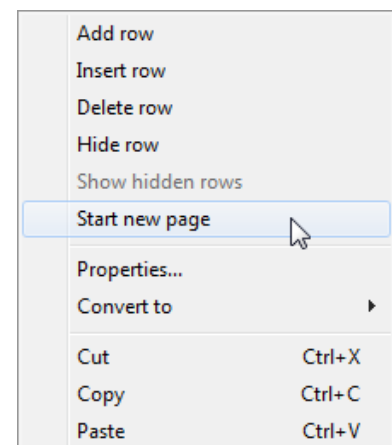 Add row
Insert row
Delete row
Hide row
Show hidden rows
Start new page
Properties...
Convert to
Cut Ctrl+X
Copy Ctrl+C
Paste Ctrl+V